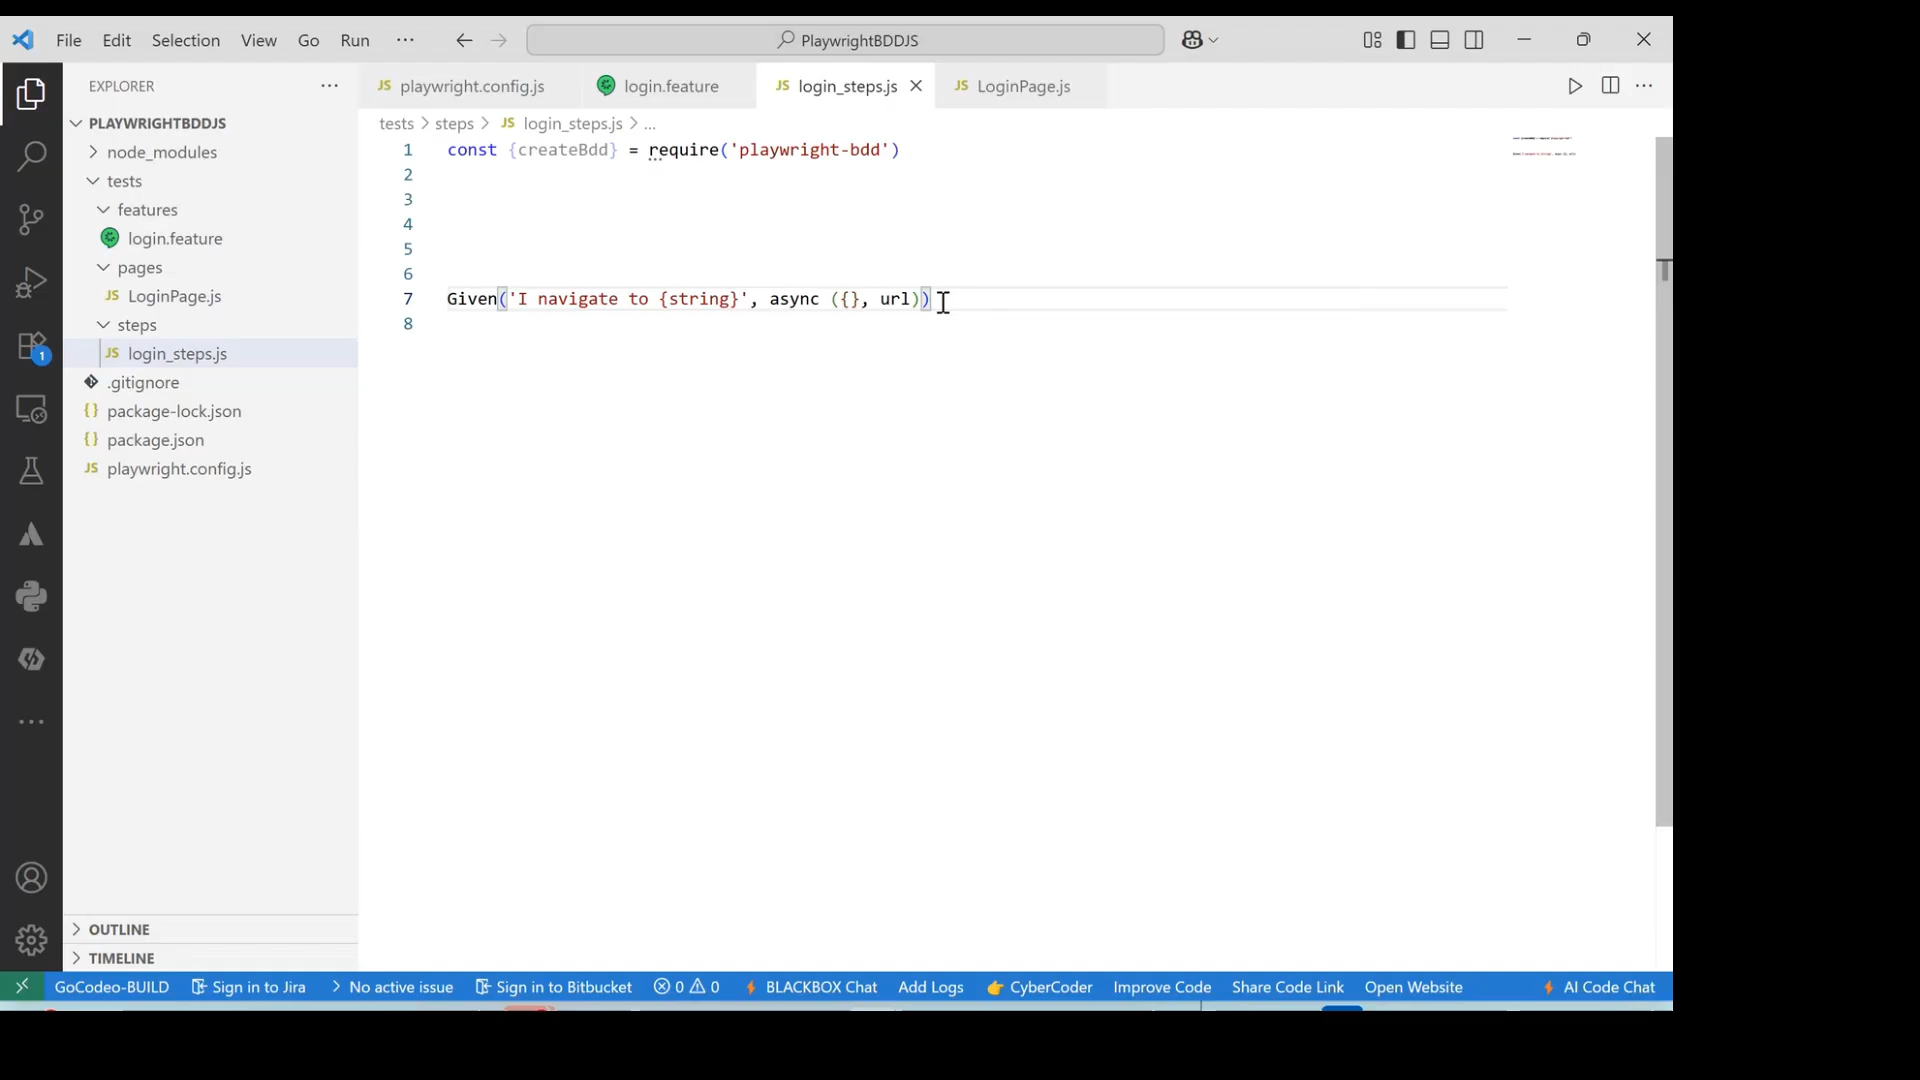 File Edit Selection View Go Run ··· PlaywrightBDDJS
EXPLORER ···
PLAYWRIGHTBDDJS
node_modules
tests
features
login.feature
pages
JS LoginPage.js
steps
JS login_steps.js
.gitignore
{} package-lock.json
{} package.json
JS playwright.config.js
OUTLINE
TIMELINE
1
JS playwright.config.js login.feature JS login_steps.js JS LoginPage.js
tests > steps > JS login_steps.js > ...
1 const {createBdd} = require('playwright-bdd')
2
3
4
5
6
7 Given('I navigate to {string}', async ({}, url))
8
GoCodeo-BUILD Sign in to Jira No active issue Sign in to Bitbucket 0 0 BLACKBOX Chat Add Logs CyberCoder Improve Code Share Code Link Open Website AI Code Chat